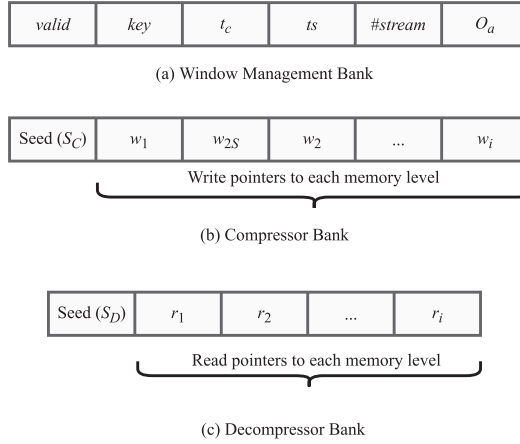 valid key t_c ts #stream O_a
(a) Window Management Bank
Seed (S_C) w_1 w_2S w_2 ... w_i
Write pointers to each memory level
(b) Compressor Bank
Seed (S_D) r_1 r_2 ... r_i
Read pointers to each memory level
(c) Decompressor Bank